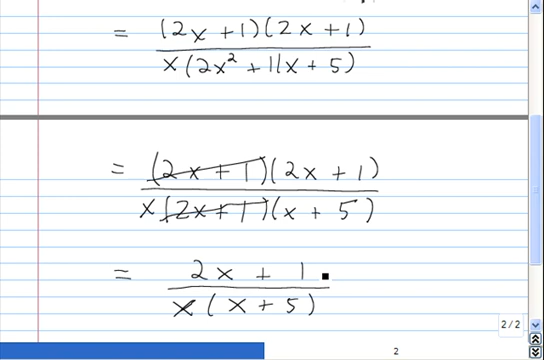 = (2x + 1)(2x + 1)
x(2x² + 11x + 5)
= (2x + 1)(2x + 1)
x(2x + 1)(x + 5)
= 2x + 1
x(x + 5)
2 / 2
2